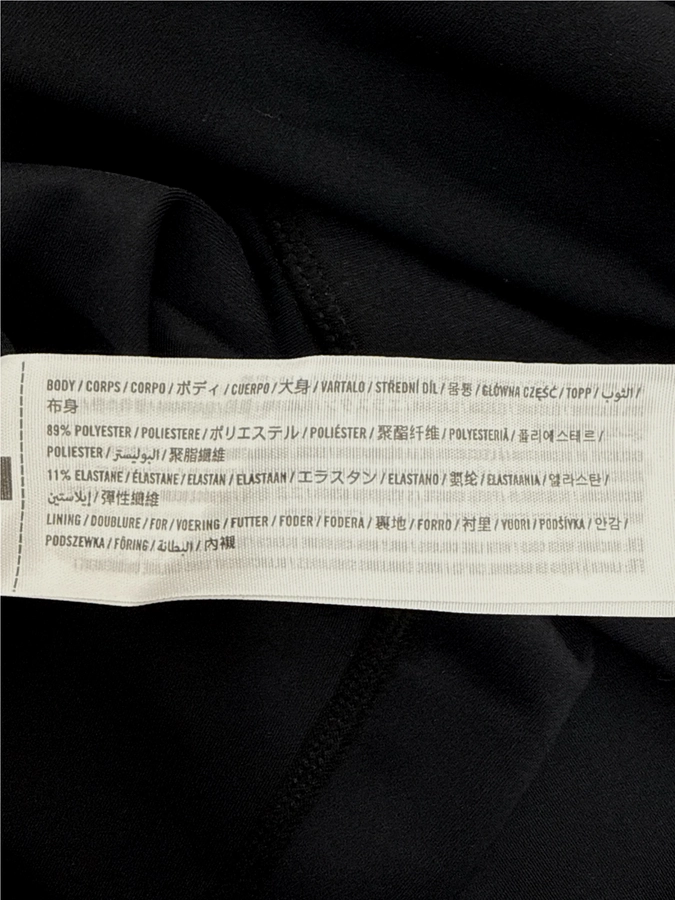 BODY / CORPS / CORPO / ボディ / CUERPO / 大身 / VARTALO / STŘEDNÍ DÍL / 몸통 / GŁÓWNA CZĘŚĆ / TOPP / الثوب /
布身
89% POLYESTER / POLIESTERE / ポリエステル / POLIÉSTER / 聚酯纤维 / POLYESTERIÄ / 폴리에스테르 /
POLIESTER / البوليستر / 聚脂纖維
11% ELASTANE / ÉLASTANE / ELASTAN / ELASTAAN / エラスタン / ELASTANO / 氨纶 / ELASTAANIA / 엘라스탄 /
إيلاستين / 彈性纖維
LINING / DOUBLURE / FOR / VOERING / FUTTER / FODER / FODERA / 裏地 / FORRO / 衬里 / VUORI / PODŠÍVKA / 안감 /
PODSZEWKA / FÔRING / البطانة / 內襯